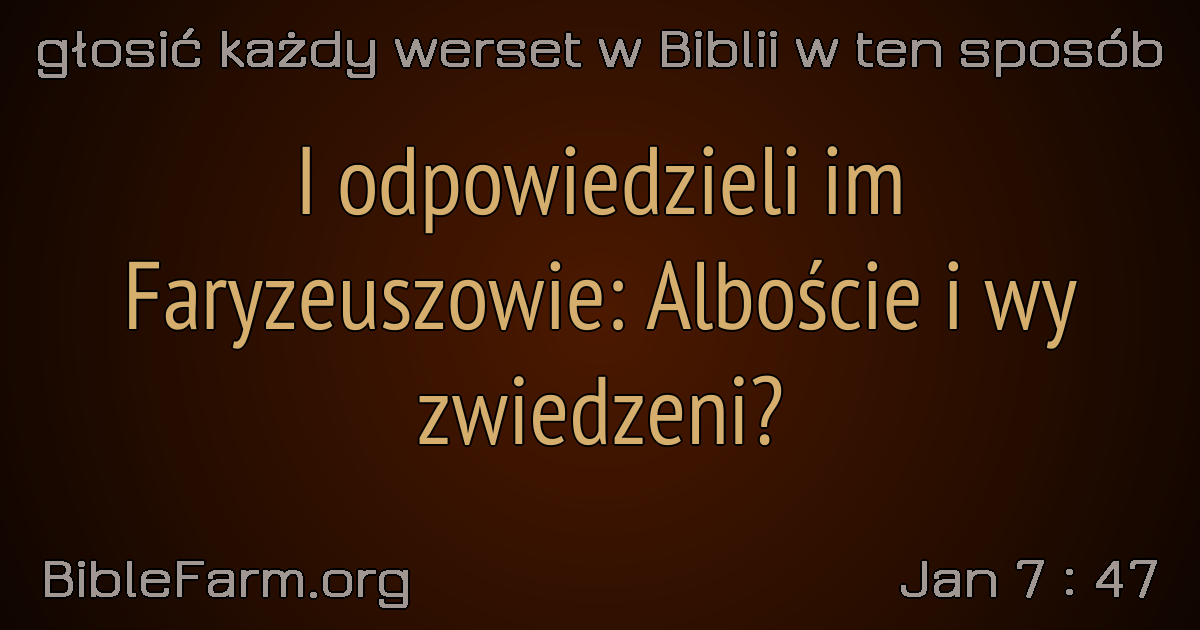 głosić każdy werset w Biblii w ten sposób
I odpowiedzieli im
Faryzeuszowie: Alboście i wy
zwiedzeni?
BibleFarm.org
Jan 7 : 47